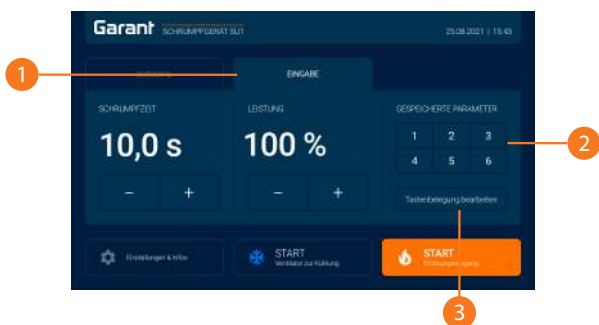 Garant SCHRUMPFGERÄT SLIT
25.08.2021 | 15:43
1
EINGABE
SCHRUMPFZEIT
LEISTUNG
GESPEICHERTE PARAMETER
10,0 s
100 %
1 2 3
4 5 6
2
− +
− +
Tastenbelegung bearbeiten
Einstellungen & Infos
START
Ventilator zur Kühlung
START
3